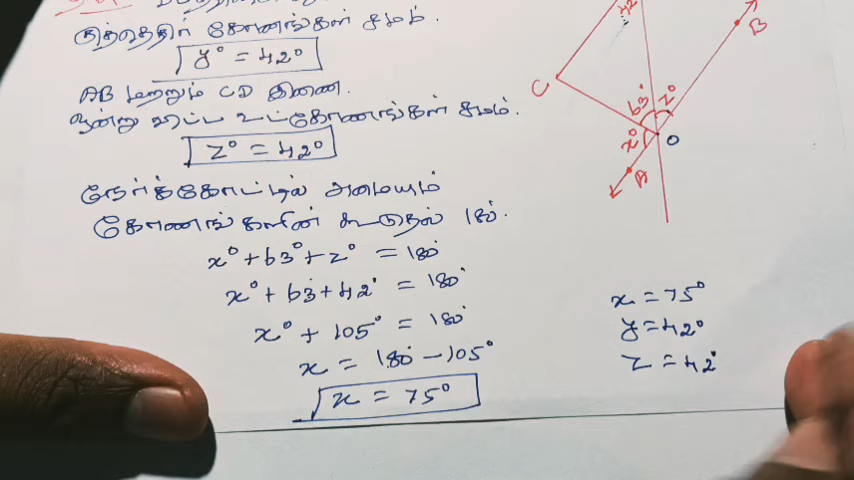 குத்தெதிர் கோணங்கள் சமம்.
y° = 42°
AB மற்றும் CD இணை.
ஒன்று விட்ட உட்கோணங்கள் சமம்.
z° = 42°
நேர்க்கோட்டில் அமையும்
கோணங்களின் கூடுதல் 180°.
x° + 63° + z° = 180°
x° + 63° + 42° = 180°
x° + 105° = 180°
x = 180° - 105°
x = 75°
x = 75°
y = 42°
z = 42°
42
B
C
63° z°
x° O
A